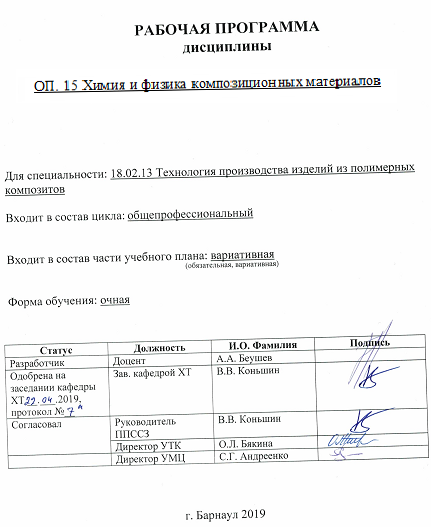 РАБОЧАЯ ПРОГРАММА
дисциплины
ОП. 15 Химия и физика композиционных материалов
Для специальности: 18.02.13 Технология производства изделий из полимерных
композитов
Входит в состав цикла: общепрофессиональный
Входит в состав части учебного плана: вариативная
(обязательная, вариативная)
Форма обучения: очная
Статус Должность И.О. Фамилия Подпись
Разработчик Доцент А.А. Беушев
Одобрена на Зав. кафедрой ХТ В.В. Коньшин
заседании кафедры
ХТ 22.04.2019,
протокол № 7
Согласовал Руководитель В.В. Коньшин
ППССЗ
Директор УТК О.Л. Бякина
Директор УМЦ С.Г. Андреенко
г. Барнаул 2019